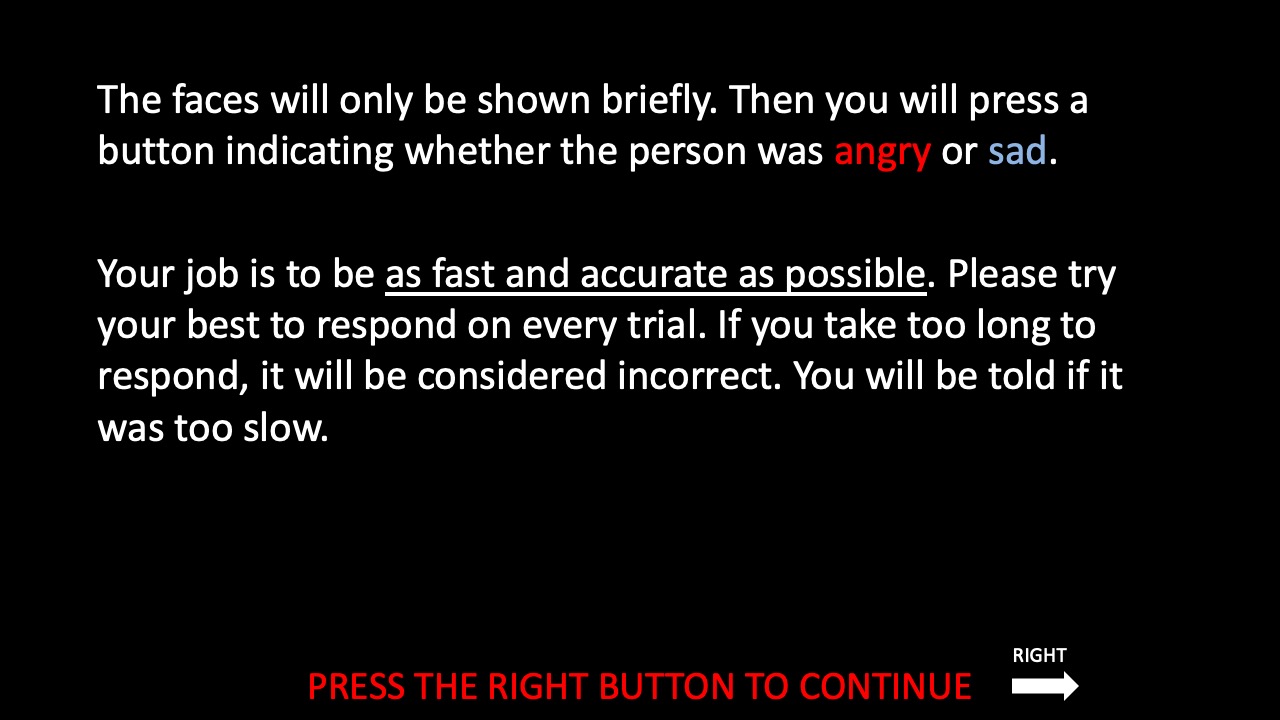 The faces will only be shown briefly. Then you will press a
button indicating whether the person was angry or sad.
Your job is to be as fast and accurate as possible. Please try
your best to respond on every trial. If you take too long to
respond, it will be considered incorrect. You will be told if it
was too slow.
RIGHT
PRESS THE RIGHT BUTTON TO CONTINUE